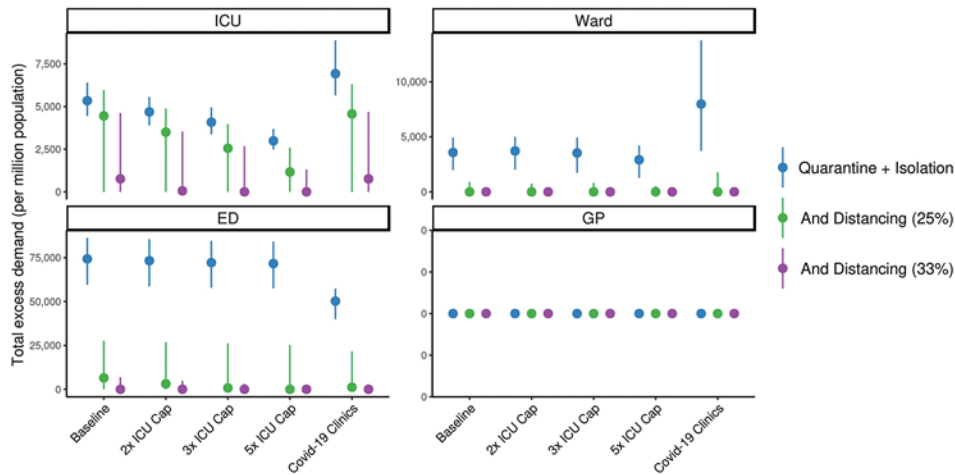 ICU
Ward
Total excess demand (per million population)
7,500
5,000
2,500
0
10,000
5,000
0
ED
GP
75,000
50,000
25,000
0
0
0
0
0
0
Baseline
2x ICU Cap
3x ICU Cap
5x ICU Cap
Covid-19 Clinics
Baseline
2x ICU Cap
3x ICU Cap
5x ICU Cap
Covid-19 Clinics
Quarantine + Isolation
And Distancing (25%)
And Distancing (33%)